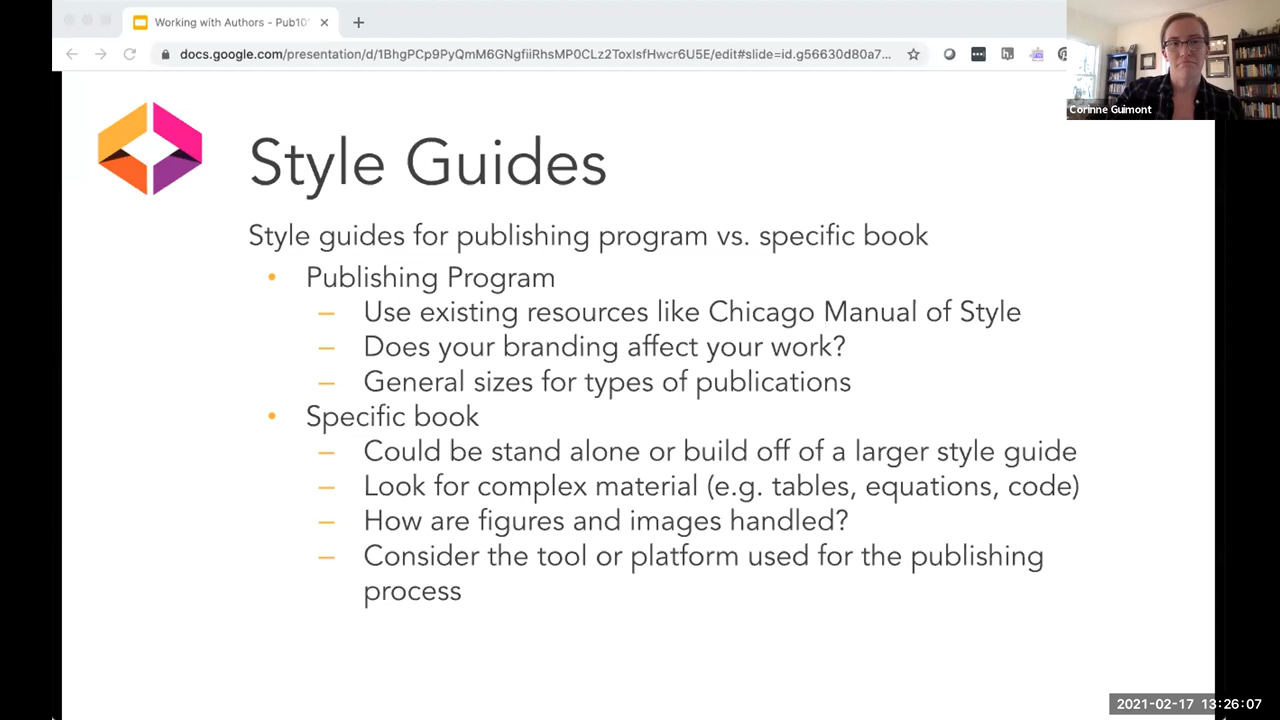 Working with Authors - Pub10
docs.google.com/presentation/d/1BhgPCp9PyQmV6GNgfiiRhsMP0CLz2ToxIsfHwcr6U5E/edit#slide=id.g56630d80a7...
Corinne Guimont
Style Guides
Style guides for publishing program vs. specific book
• Publishing Program
– Use existing resources like Chicago Manual of Style
– Does your branding affect your work?
– General sizes for types of publications
• Specific book
– Could be stand alone or build off of a larger style guide
– Look for complex material (e.g. tables, equations, code)
– How are figures and images handled?
– Consider the tool or platform used for the publishing
process
2021-02-17 13:26:07